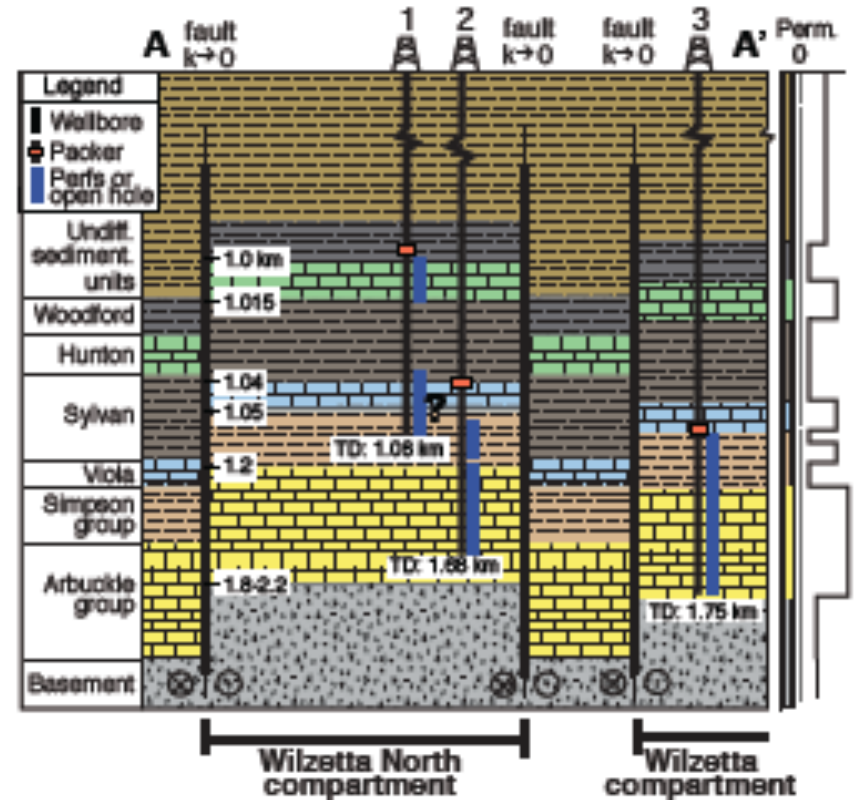 A
fault
k→0
1
2
fault
k→0
fault
k→0
3
A'
Perm.
0
Legend
Wellbore
Packer
Perfs or
open hole
Undiff.
sediment.
units
Woodford
Hunton
Sylvan
Viola
Simpson
group
Arbuckle
group
Basement
1.0 km
1.015
1.04
1.05
1.2
1.8-2.2
?
TD: 1.06 km
TD: 1.68 km
TD: 1.75 km
Wilzetta North
compartment
Wilzetta
compartment